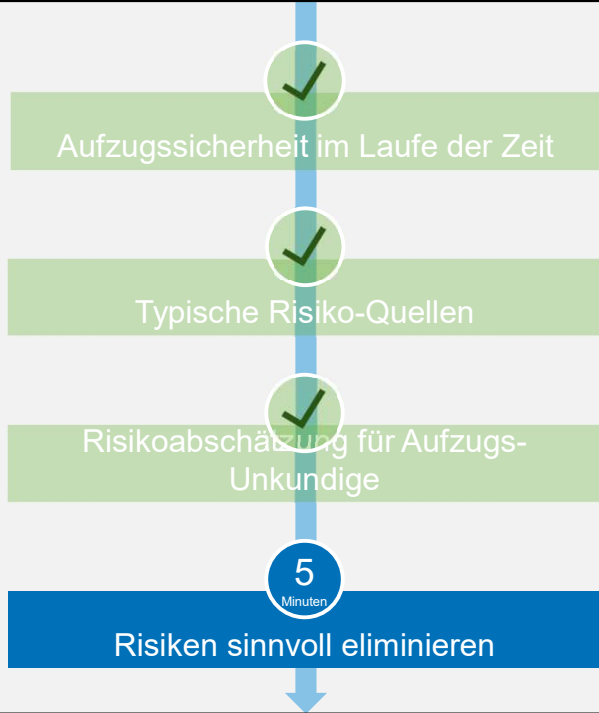 Aufzugssicherheit im Laufe der Zeit
Typische Risiko-Quellen
Risikoabschätzung für Aufzugs-
Unkundige
5
Minuten
Risiken sinnvoll eliminieren